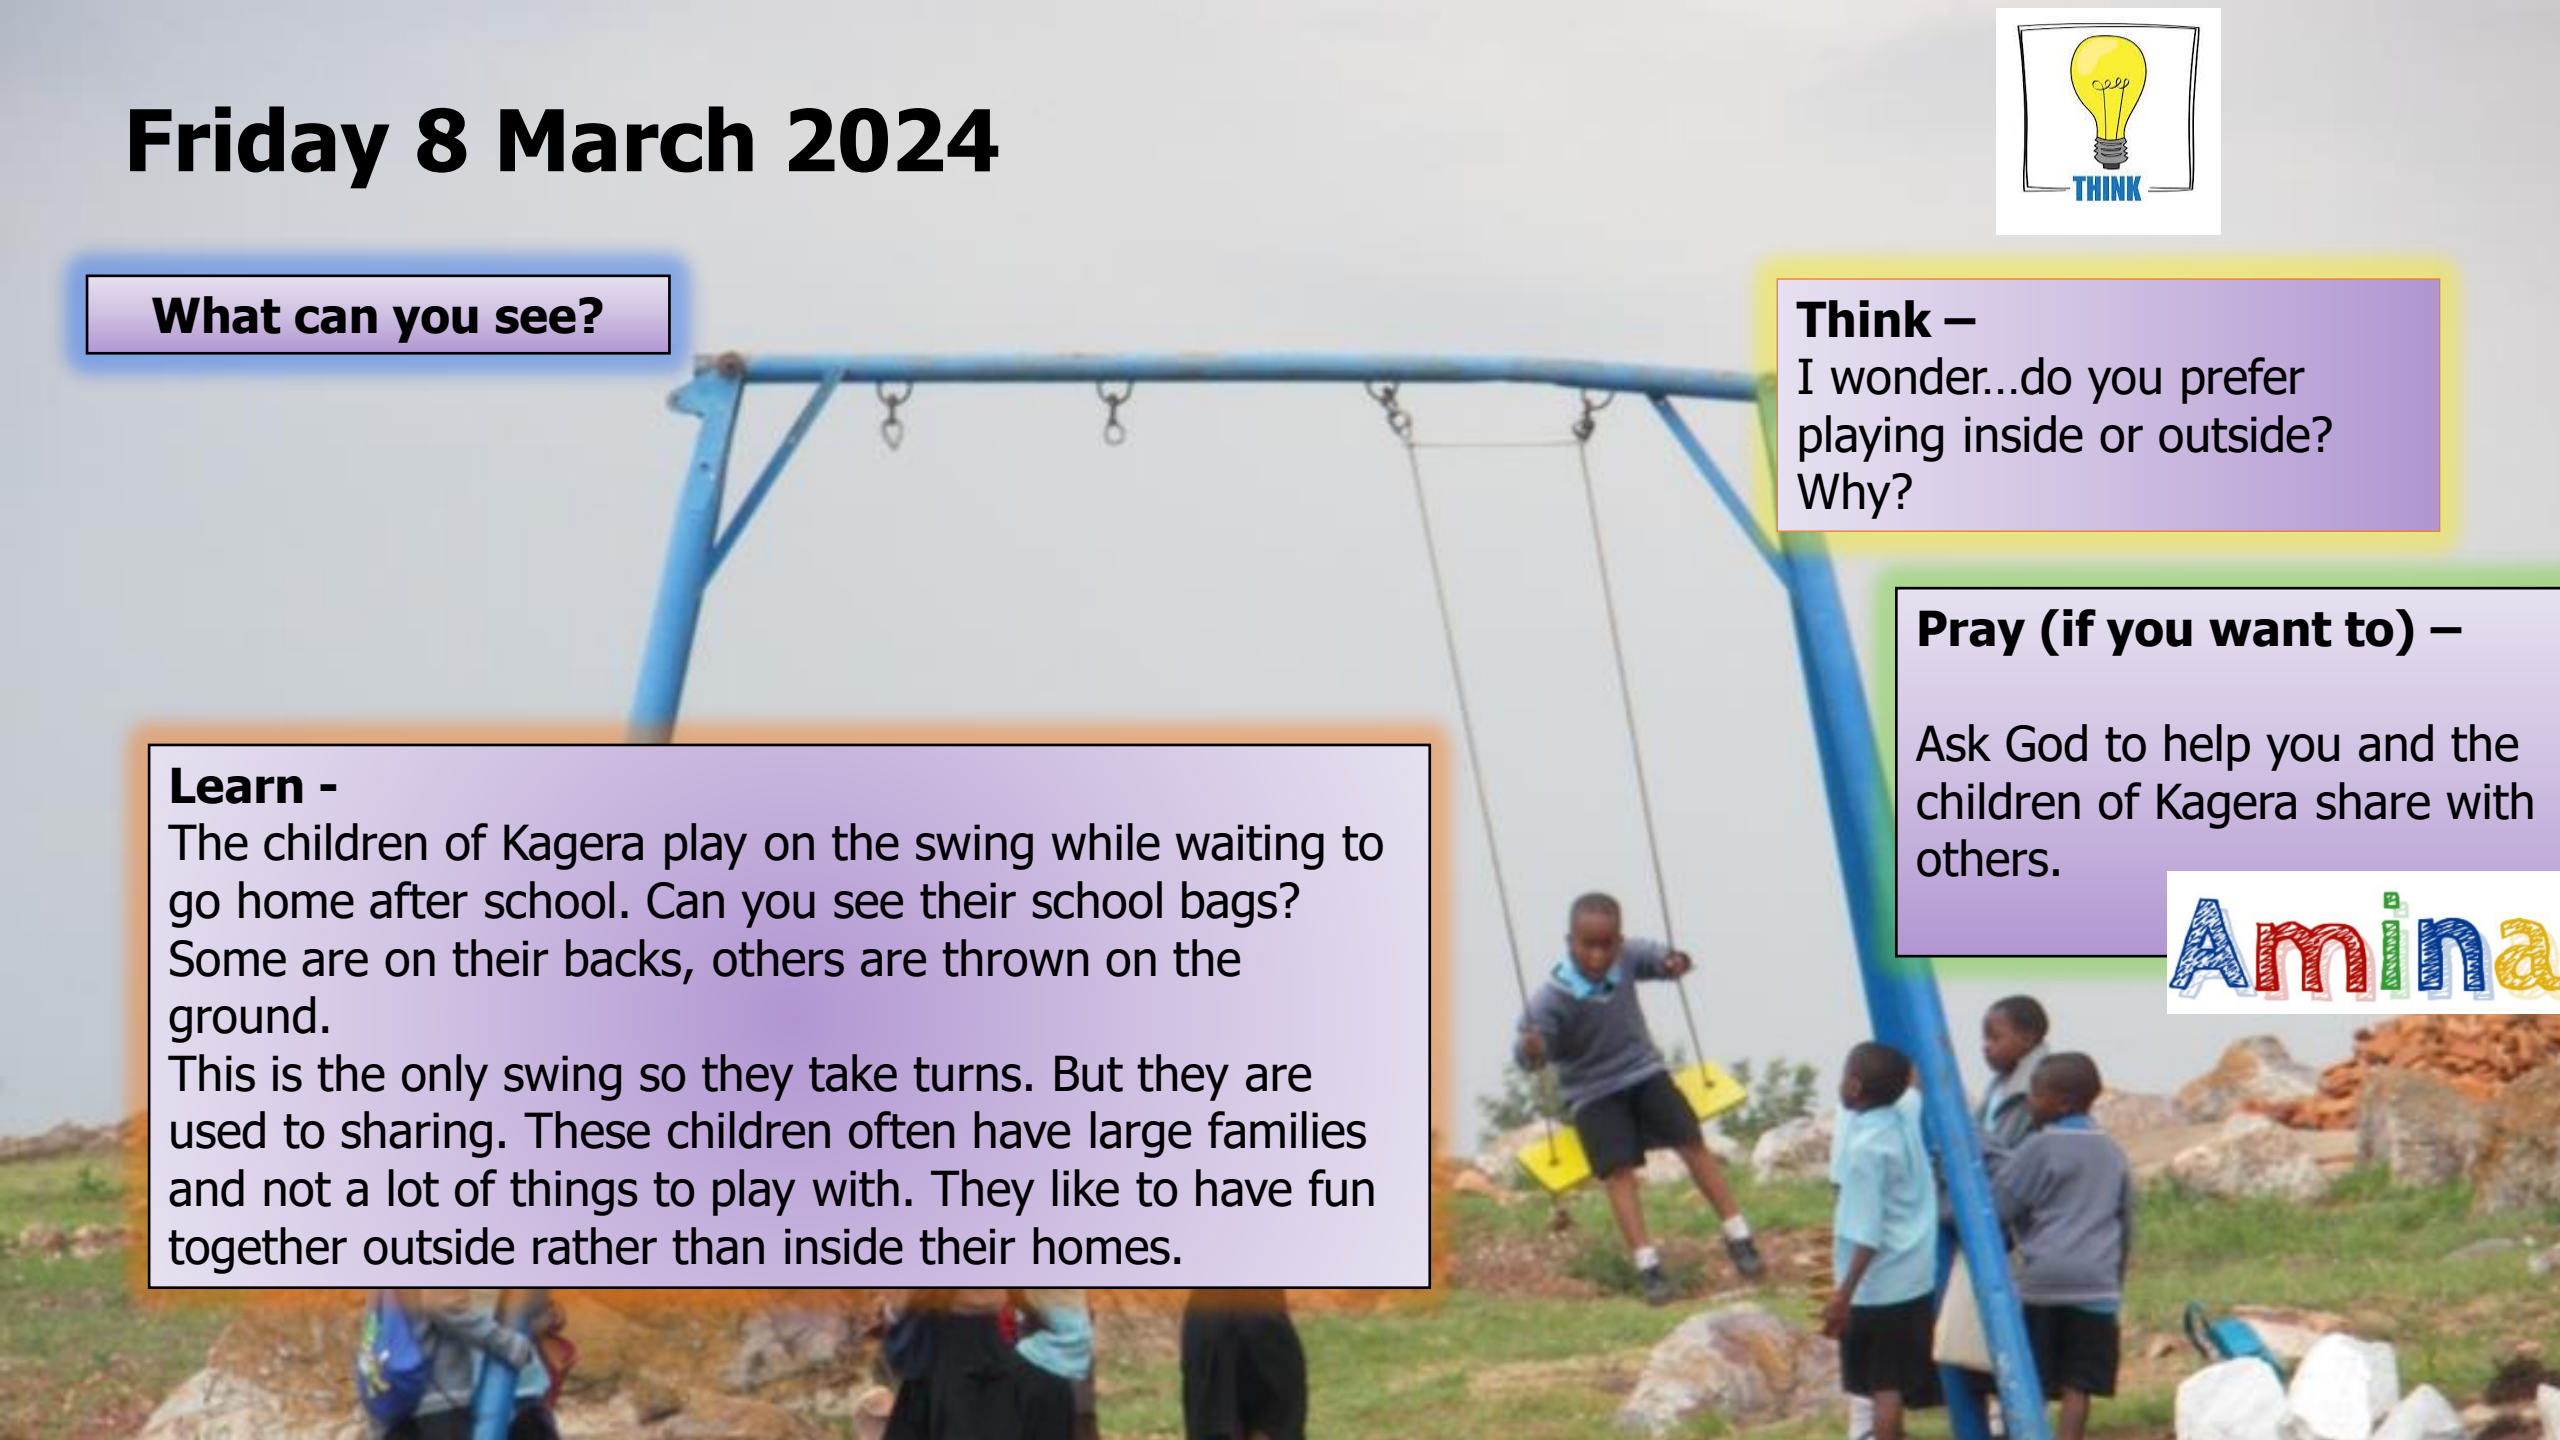 Friday 8 March 2024
THINK
What can you see?
Think –
I wonder...do you prefer
playing inside or outside?
Why?
Pray (if you want to) –
Ask God to help you and the
children of Kagera share with
others.
Amina
Learn -
The children of Kagera play on the swing while waiting to
go home after school. Can you see their school bags?
Some are on their backs, others are thrown on the
ground.
This is the only swing so they take turns. But they are
used to sharing. These children often have large families
and not a lot of things to play with. They like to have fun
together outside rather than inside their homes.